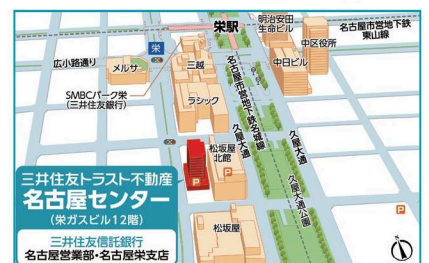 栄駅
明治安田
生命ビル
中区役所
名古屋市営地下鉄
東山線
広小路通り
栄
メルサ
三越
中日ビル
SMBCパーク栄
(三井住友銀行)
ラシック
名古屋市営地下鉄名城線
久屋大通
久屋大通
久屋大通公園
松坂屋
北館
P
P
P
松坂屋
三井住友トラスト不動産
名古屋センター
(栄ガスビル12階)
三井住友信託銀行
名古屋営業部・名古屋栄支店